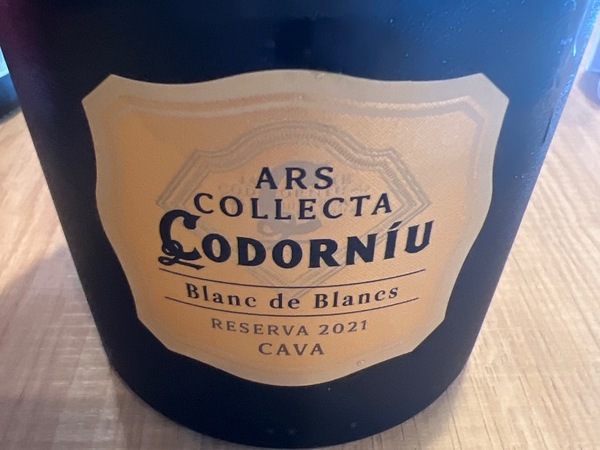 ARS
COLLECTA
CODORNÍU
Blanc de Blancs
RESERVA 2021
CAVA